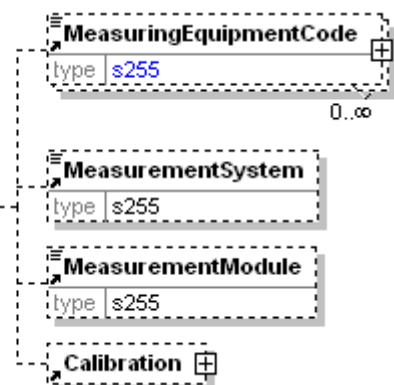 MeasuringEquipmentCode
type s255
0..∞
MeasurementSystem
type s255
MeasurementModule
type s255
Calibration